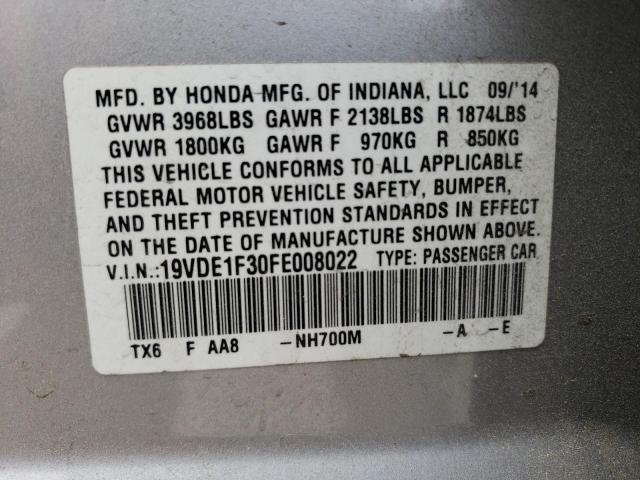 MFD. BY HONDA MFG. OF INDIANA, LLC 09/'14
GVWR 3968LBS GAWR F 2138LBS R 1874LBS
GVWR 1800KG GAWR F 970KG R 850KG
THIS VEHICLE CONFORMS TO ALL APPLICABLE
FEDERAL MOTOR VEHICLE SAFETY, BUMPER,
AND THEFT PREVENTION STANDARDS IN EFFECT
ON THE DATE OF MANUFACTURE SHOWN ABOVE.
V.I.N.:19VDE1F30FE008022 TYPE: PASSENGER CAR
TX6 F AA8 -NH700M -A -E